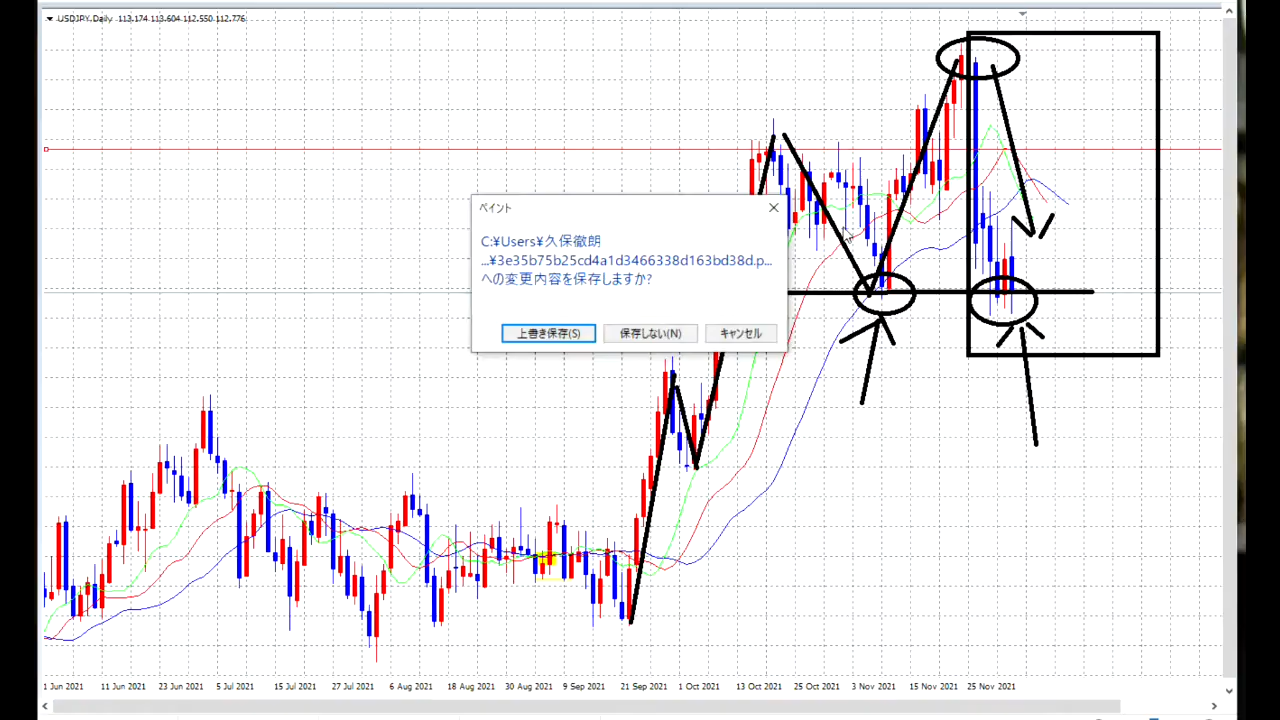 USDJPY.Daily 113.174 113.604 112.550 112.776
ペイント
C:¥Users¥久保徹朗
...¥3e35b75b25cd4a1d3466338d163bd38d.p...
への変更内容を保存しますか?
上書き保存(S) 保存しない(N) キャンセル
1 Jun 2021 11 Jun 2021 23 Jun 2021 5 Jul 2021 15 Jul 2021 27 Jul 2021 6 Aug 2021 18 Aug 2021 30 Aug 2021 9 Sep 2021 21 Sep 2021 1 Oct 2021 13 Oct 2021 25 Oct 2021 3 Nov 2021 15 Nov 2021 25 Nov 2021